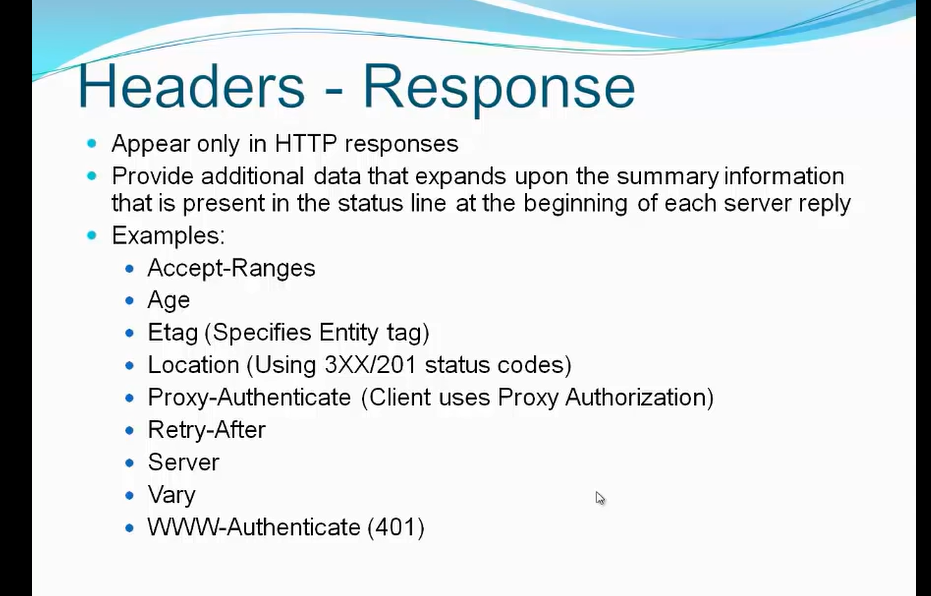 Headers - Response
Appear only in HTTP responses
Provide additional data that expands upon the summary information
that is present in the status line at the beginning of each server reply
Examples:
Accept-Ranges
Age
Etag (Specifies Entity tag)
Location (Using 3XX/201 status codes)
Proxy-Authenticate (Client uses Proxy Authorization)
Retry-After
Server
Vary
WWW-Authenticate (401)